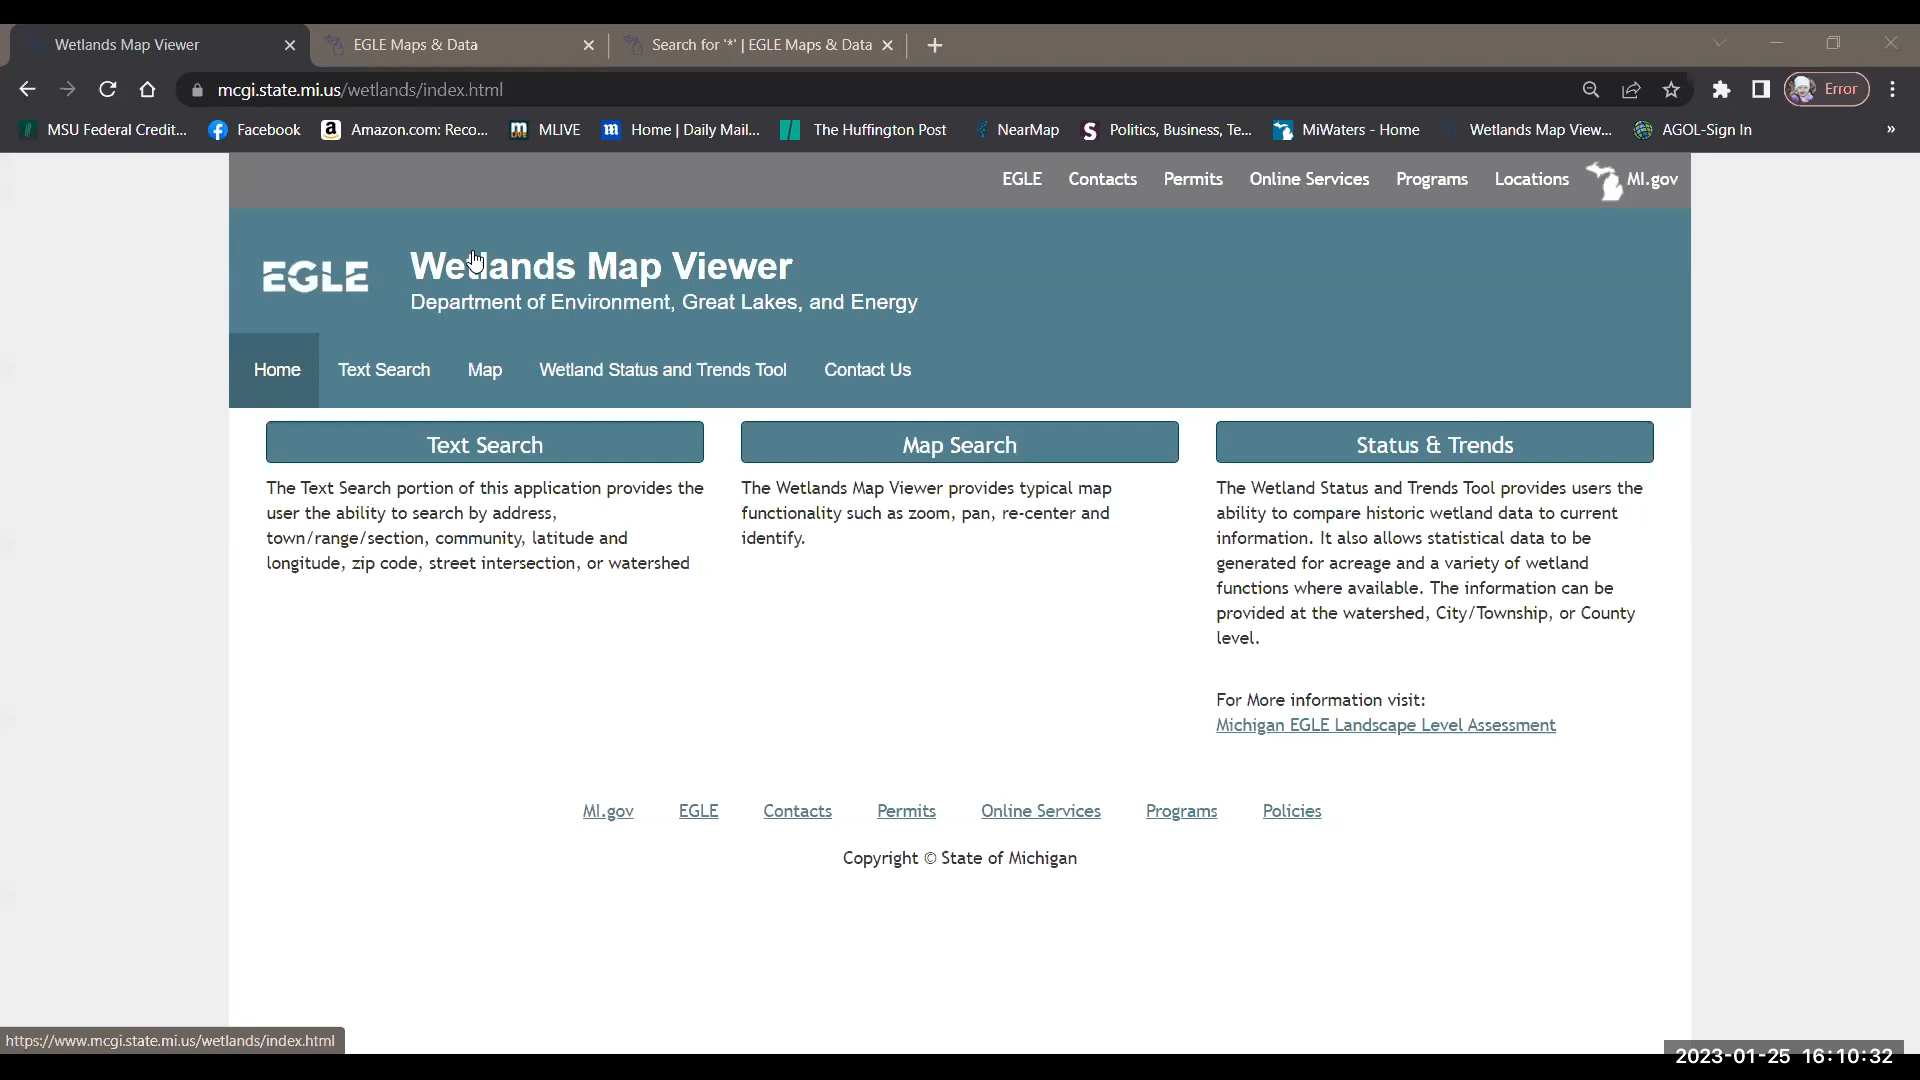 Wetlands Map Viewer
EGLE Maps & Data
Search for '*' | EGLE Maps & Data
mcgi.state.mi.us/wetlands/index.html
Error
MSU Federal Credit...
Facebook
Amazon.com: Reco...
MLIVE
Home | Daily Mail...
The Huffington Post
NearMap
Politics, Business, Te...
MiWaters - Home
Wetlands Map View...
AGOL-Sign In
»
EGLE Contacts Permits Online Services Programs Locations MI.gov
EGLE
Wetlands Map Viewer
Department of Environment, Great Lakes, and Energy
Home Text Search Map Wetland Status and Trends Tool Contact Us
Text Search
The Text Search portion of this application provides the
user the ability to search by address,
town/range/section, community, latitude and
longitude, zip code, street intersection, or watershed
Map Search
The Wetlands Map Viewer provides typical map
functionality such as zoom, pan, re-center and
identify.
Status & Trends
The Wetland Status and Trends Tool provides users the
ability to compare historic wetland data to current
information. It also allows statistical data to be
generated for acreage and a variety of wetland
functions where available. The information can be
provided at the watershed, City/Township, or County
level.
For More information visit:
Michigan EGLE Landscape Level Assessment
MI.gov EGLE Contacts Permits Online Services Programs Policies
Copyright © State of Michigan
https://www.mcgi.state.mi.us/wetlands/index.html
2023-01-25 16:10:32